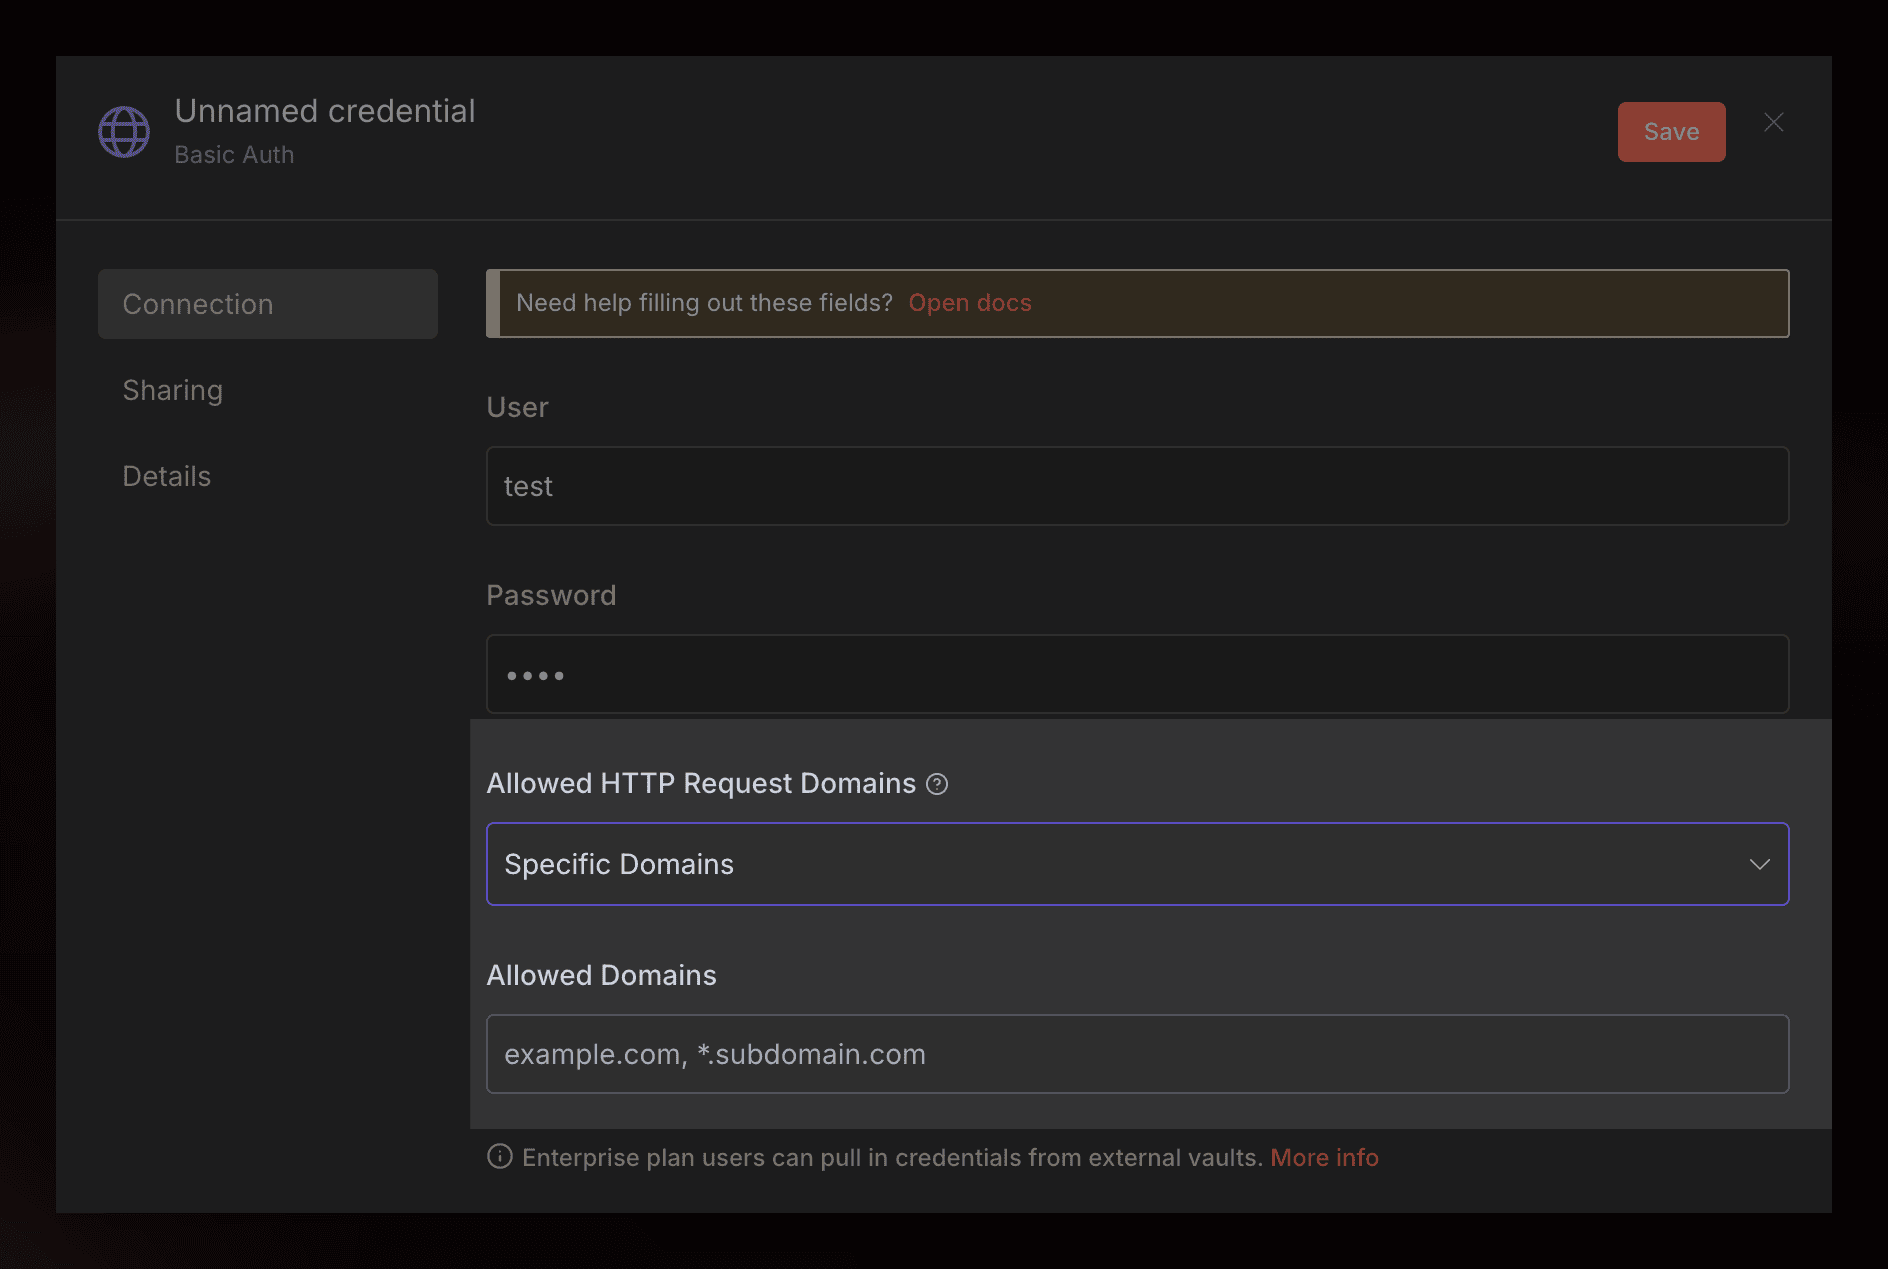 Unnamed credential
Basic Auth
Save
Connection
Sharing
Details
Need help filling out these fields? Open docs
User
test
Password
••••
Allowed HTTP Request Domains
Specific Domains
Allowed Domains
example.com, *.subdomain.com
Enterprise plan users can pull in credentials from external vaults. More info